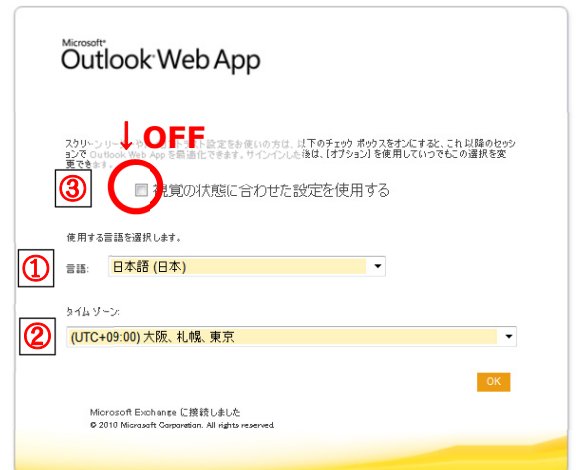 Microsoft®
Outlook Web App
↓ OFF
スクリーンリーダーや 設定をお使いの方は、以下のチェック ボックスをオンにすると、これ以降のセッシ
ョンで Outlook Web App を最適化できます。サインインした後は、[オプション] を使用していつでもこの選択を変
更できます。
③ 視覚の状態に合わせた設定を使用する
使用する言語を選択します。
① 言語: 日本語 (日本)
タイム ゾーン:
② (UTC+09:00) 大阪、札幌、東京
OK
Microsoft Exchange に接続しました
© 2010 Microsoft Corporation. All rights reserved.